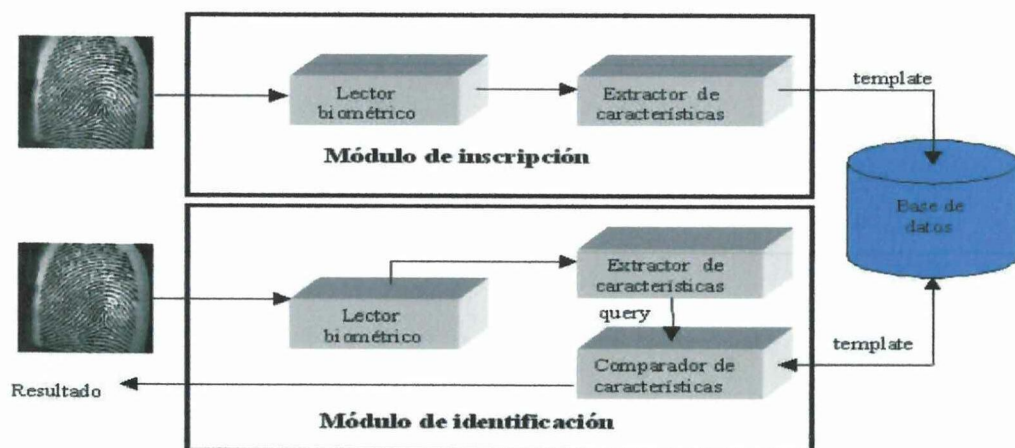 template
Lector
biométrico
Extractor de
características
Módulo de inscripción
Base de
datos
Extractor de
características
Lector
biométrico
query
template
Comparador de
características
Resultado
Módulo de identificación